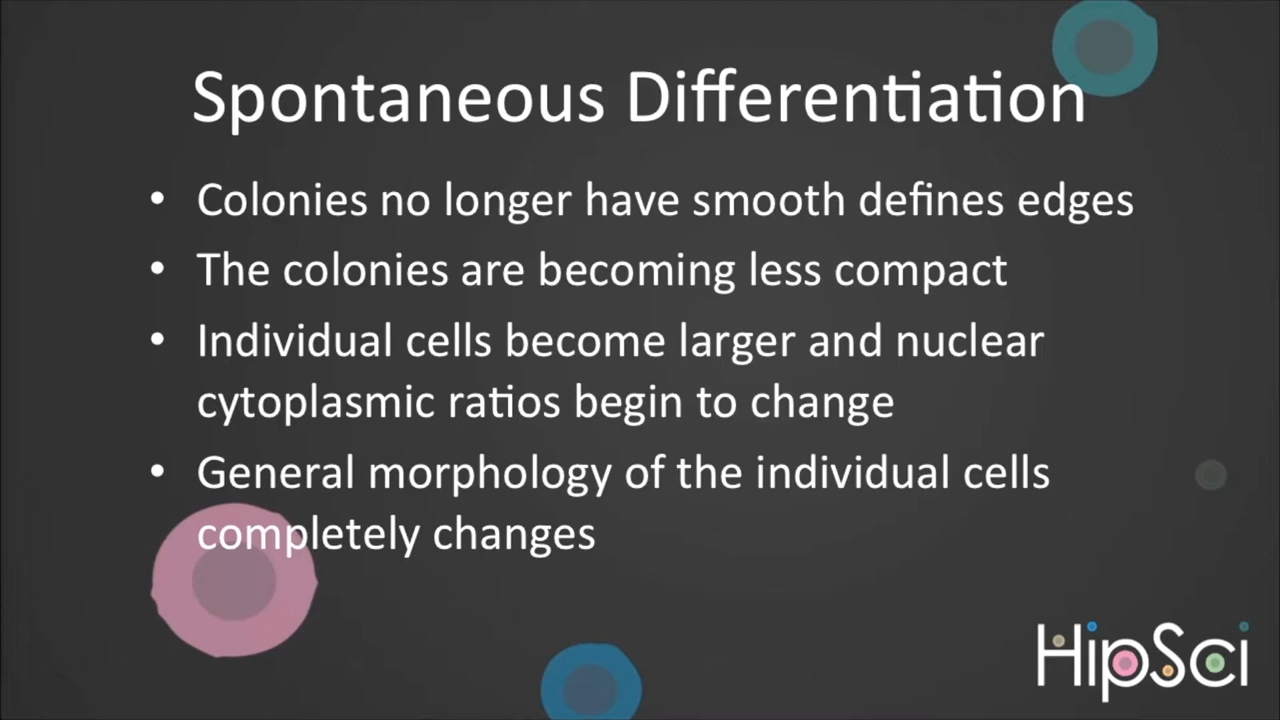 Spontaneous Differentiation
• Colonies no longer have smooth defines edges
• The colonies are becoming less compact
• Individual cells become larger and nuclear
cytoplasmic ratios begin to change
• General morphology of the individual cells
completely changes
HipSci